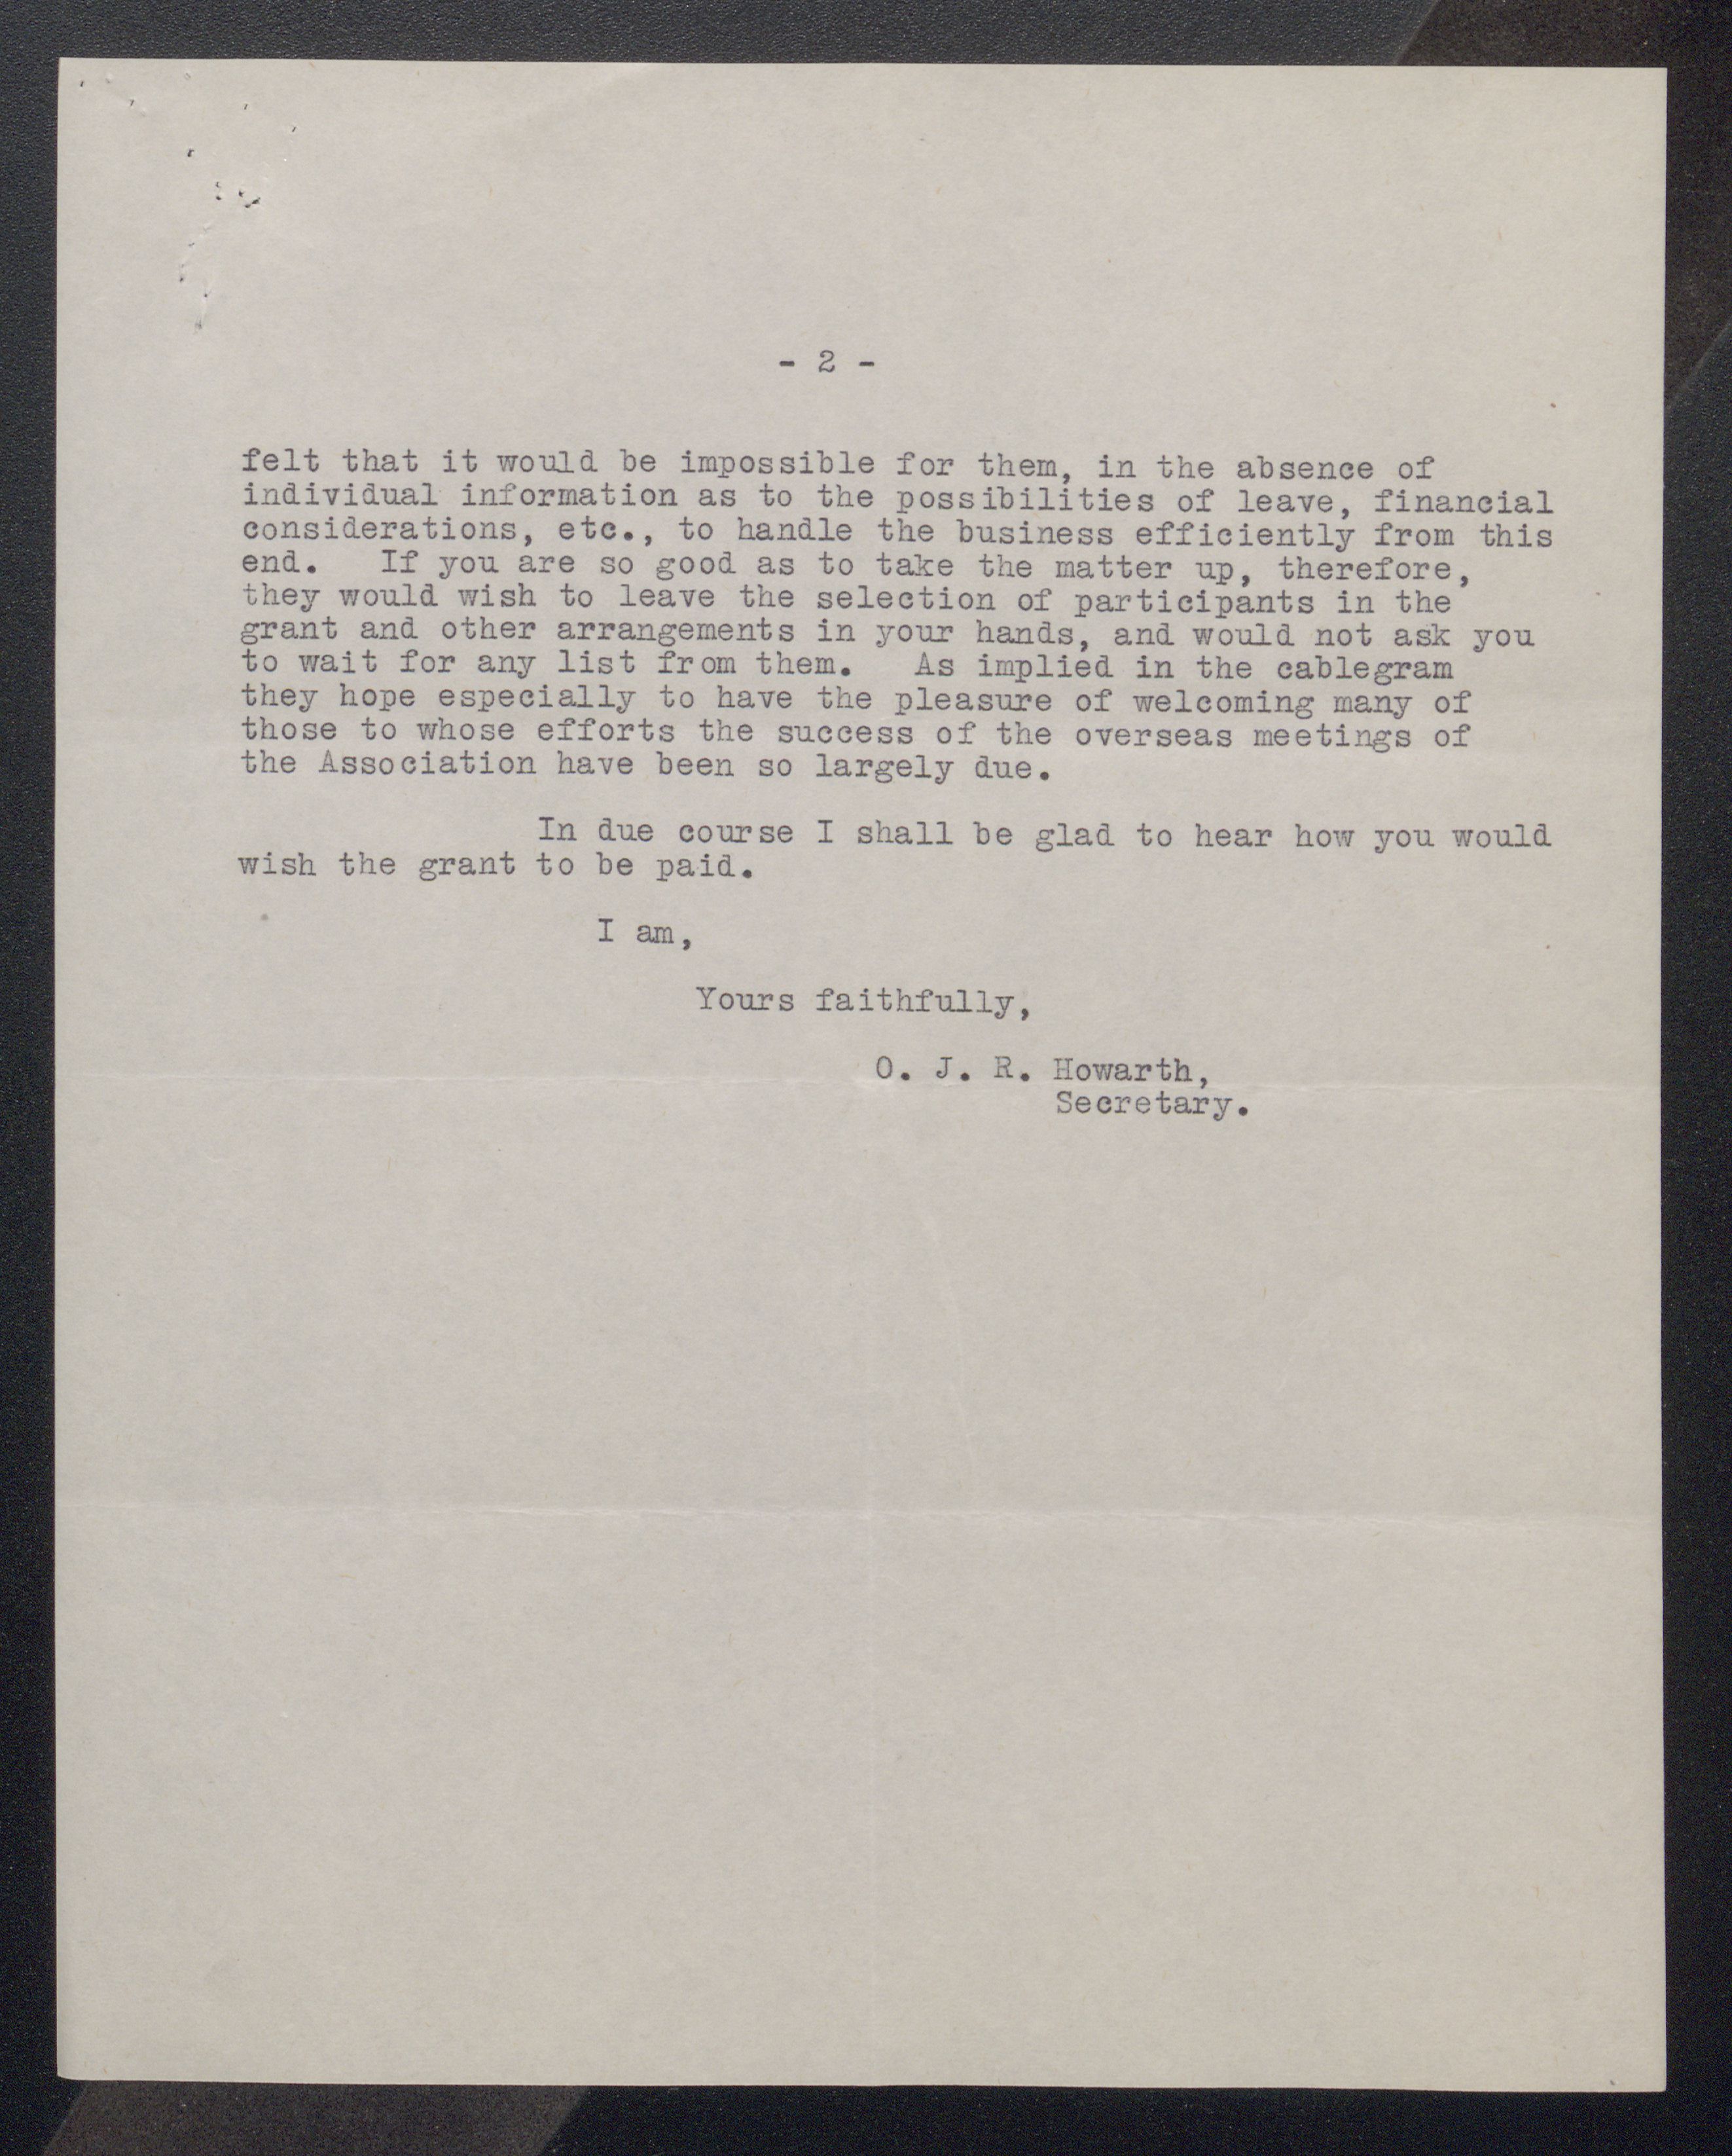 - 2 -
felt that it would be impossible for them, in the absence of
individual information as to the possibilities of leave, financial
considerations, etc., to handle the business efficiently from this
end.   If you are so good as to take the matter up, therefore,
they would wish to leave the selection of participants in the
grant and other arrangements in your hands, and would not ask you
to wait for any list from them.   As implied in the cablegram
they hope especially to have the pleasure of welcoming many of
those to whose efforts the success of the overseas meetings of
the Association have been so largely due.
In due course I shall be glad to hear how you would
wish the grant to be paid.
I am,
Yours faithfully,
O. J. R. Howarth,
Secretary.